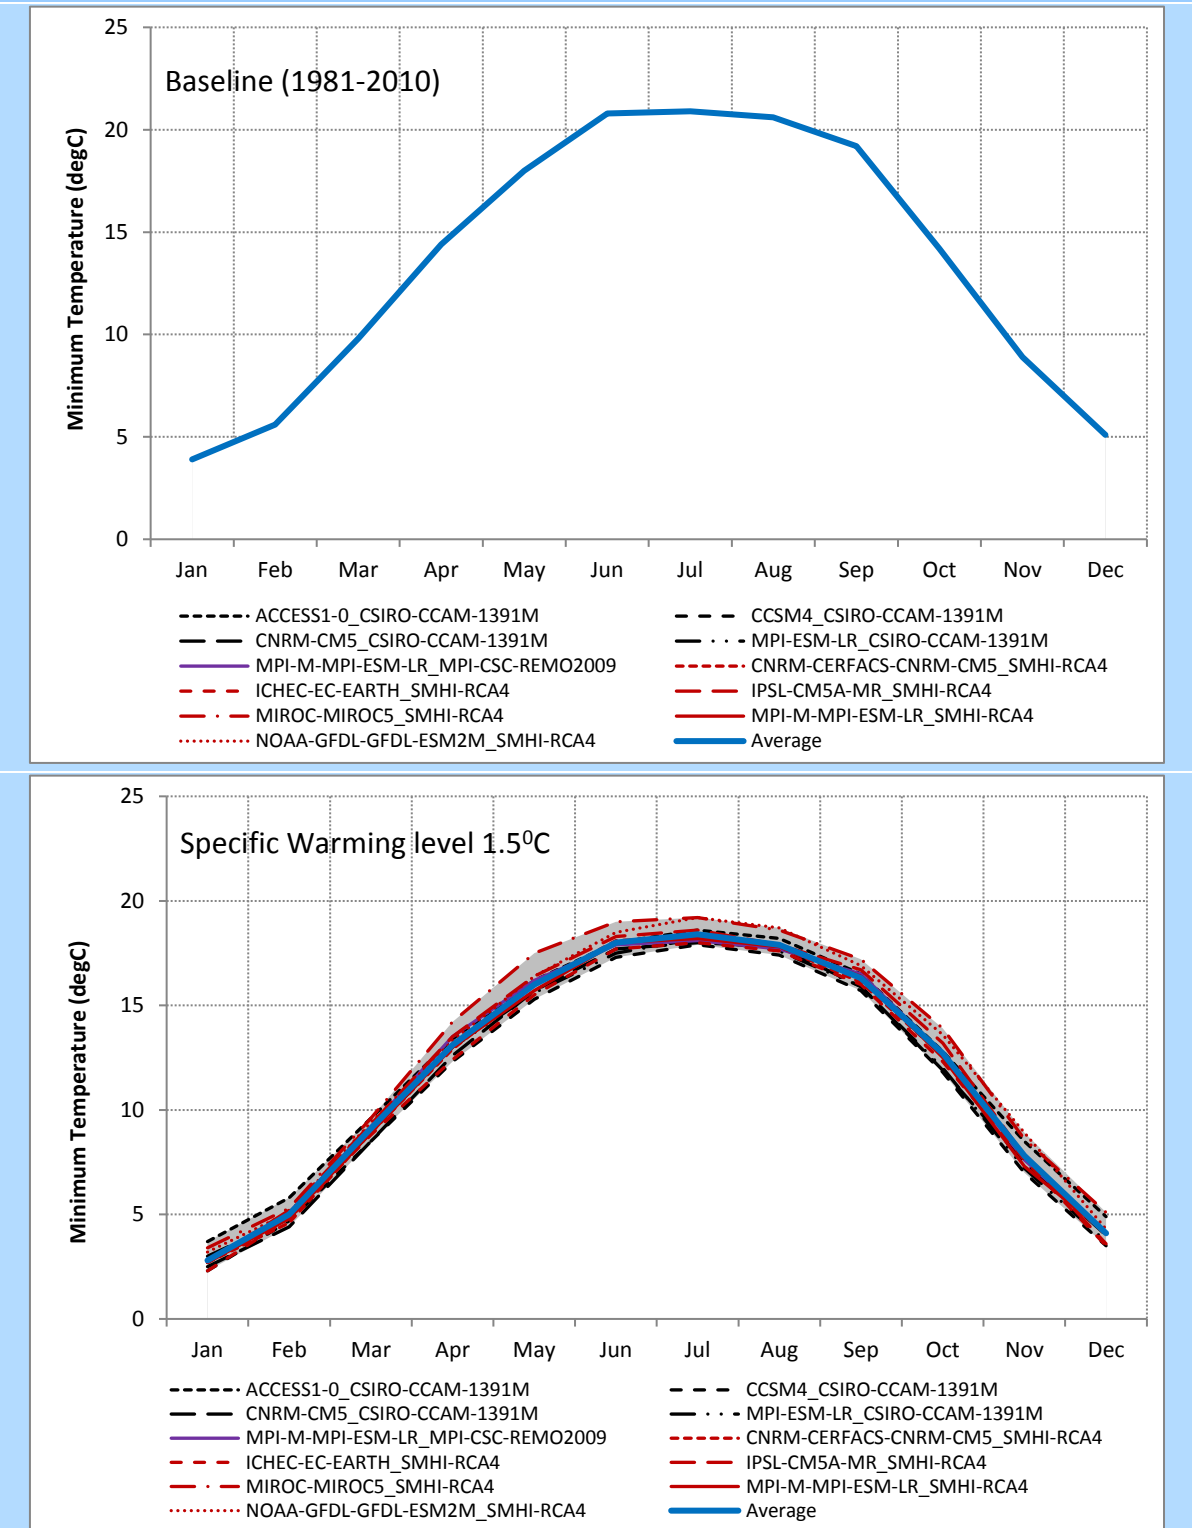 Baseline (1981-2010)
Minimum Temperature (degC)
25
20
15
10
5
0
Jan Feb Mar Apr May Jun Jul Aug Sep Oct Nov Dec
ACCESS1-0_CSIRO-CCAM-1391M CCSM4_CSIRO-CCAM-1391M
CNRM-CM5_CSIRO-CCAM-1391M MPI-ESM-LR_CSIRO-CCAM-1391M
MPI-M-MPI-ESM-LR_MPI-CSC-REMO2009 CNRM-CERFACS-CNRM-CM5_SMHI-RCA4
ICHEC-EC-EARTH_SMHI-RCA4 IPSL-CM5A-MR_SMHI-RCA4
MIROC-MIROC5_SMHI-RCA4 MPI-M-MPI-ESM-LR_SMHI-RCA4
NOAA-GFDL-GFDL-ESM2M_SMHI-RCA4 Average
Specific Warming level 1.5⁰C
Minimum Temperature (degC)
25
20
15
10
5
0
Jan Feb Mar Apr May Jun Jul Aug Sep Oct Nov Dec
ACCESS1-0_CSIRO-CCAM-1391M CCSM4_CSIRO-CCAM-1391M
CNRM-CM5_CSIRO-CCAM-1391M MPI-ESM-LR_CSIRO-CCAM-1391M
MPI-M-MPI-ESM-LR_MPI-CSC-REMO2009 CNRM-CERFACS-CNRM-CM5_SMHI-RCA4
ICHEC-EC-EARTH_SMHI-RCA4 IPSL-CM5A-MR_SMHI-RCA4
MIROC-MIROC5_SMHI-RCA4 MPI-M-MPI-ESM-LR_SMHI-RCA4
NOAA-GFDL-GFDL-ESM2M_SMHI-RCA4 Average